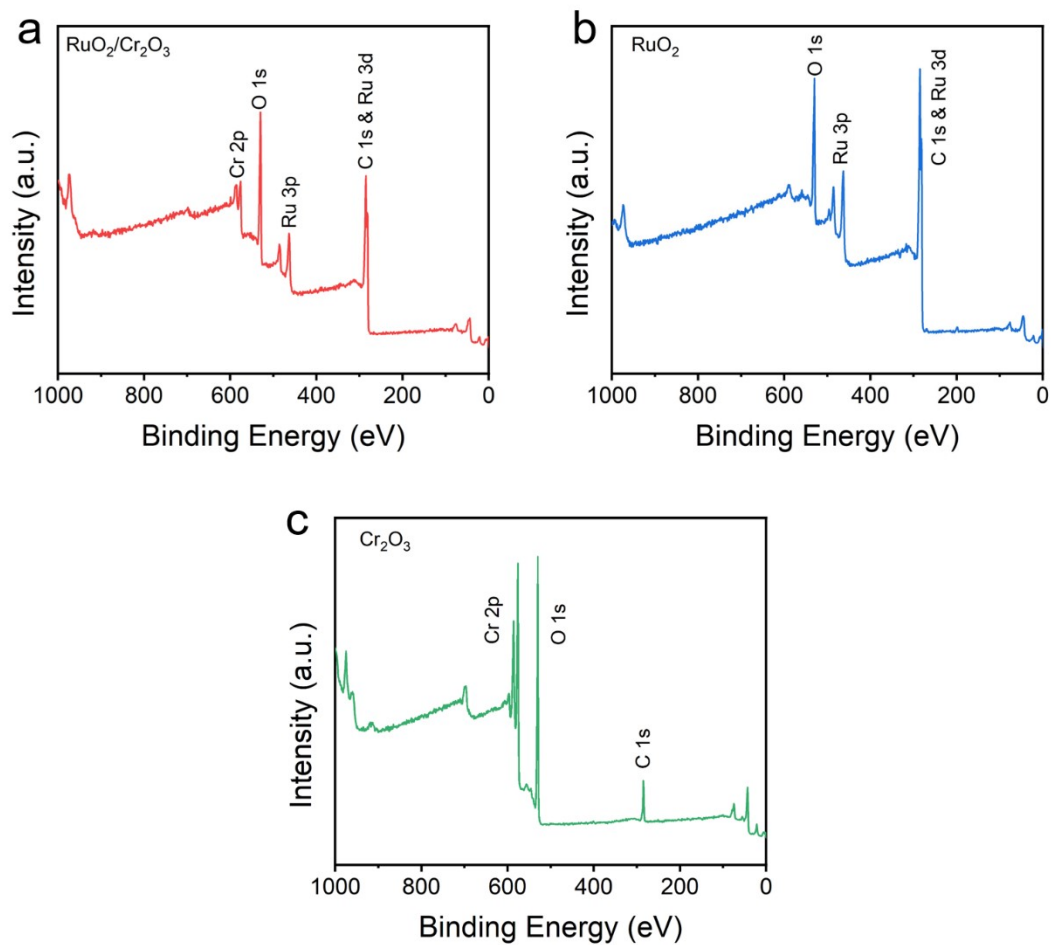 a
RuO₂/Cr₂O₃
Cr 2p
O 1s
Ru 3p
C 1s & Ru 3d
Intensity (a.u.)
1000 800 600 400 200 0
Binding Energy (eV)
b
RuO₂
O 1s
Ru 3p
C 1s & Ru 3d
Intensity (a.u.)
1000 800 600 400 200 0
Binding Energy (eV)
c
Cr₂O₃
Cr 2p
O 1s
C 1s
Intensity (a.u.)
1000 800 600 400 200 0
Binding Energy (eV)